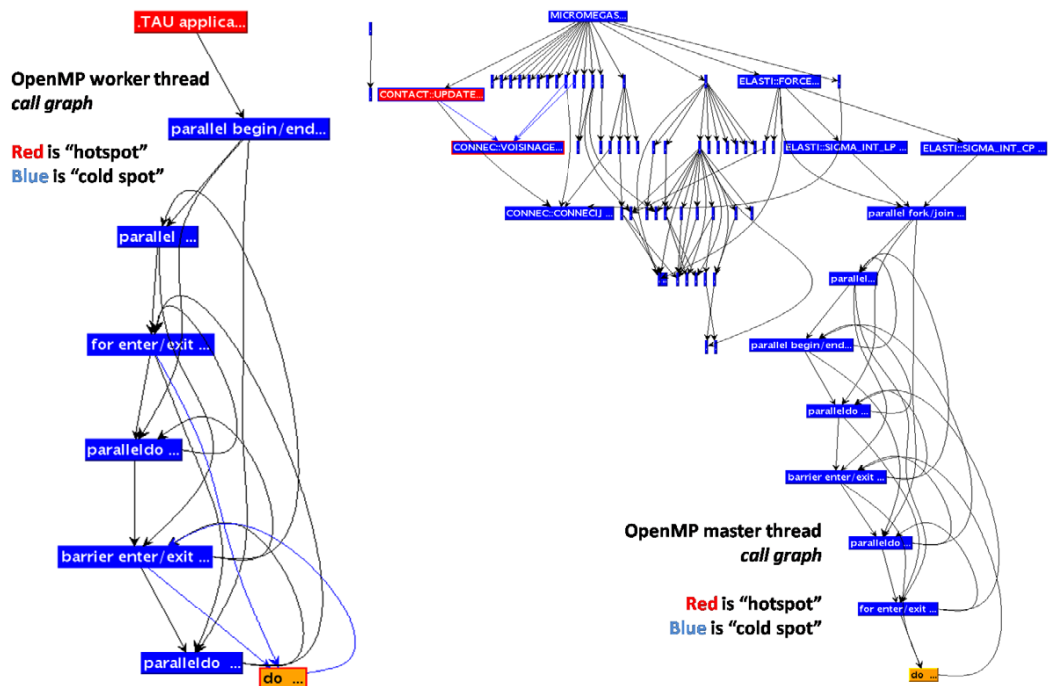 .TAU applica...
OpenMP worker thread
call graph
parallel begin/end...
Red is “hotspot”
Blue is “cold spot”
parallel ...
for enter/exit ...
paralleldo ...
barrier enter/exit ...
paralleldo ...
do ...
MICROMEGAS...
CONTACT::UPDATE...
ELASTI::FORCE...
CONNEC::VOISINAGE...
ELASTI::SIGMA_INT_LP ...
ELASTI::SIGMA_INT_CP ...
CONNEC::CONNECIJ ...
parallel fork/join ...
parallel...
parallel begin/end...
paralleldo ...
barrier enter/exit ...
OpenMP master thread
call graph
paralleldo ...
Red is “hotspot”
Blue is “cold spot”
for enter/exit ...
do ...